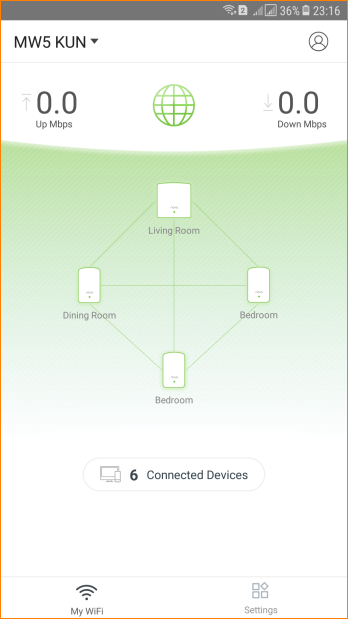 2 36% 23:16
MW5 KUN
0.0
Up Mbps
0.0
Down Mbps
Living Room
Dining Room
Bedroom
Bedroom
6 Connected Devices
My WiFi
Settings